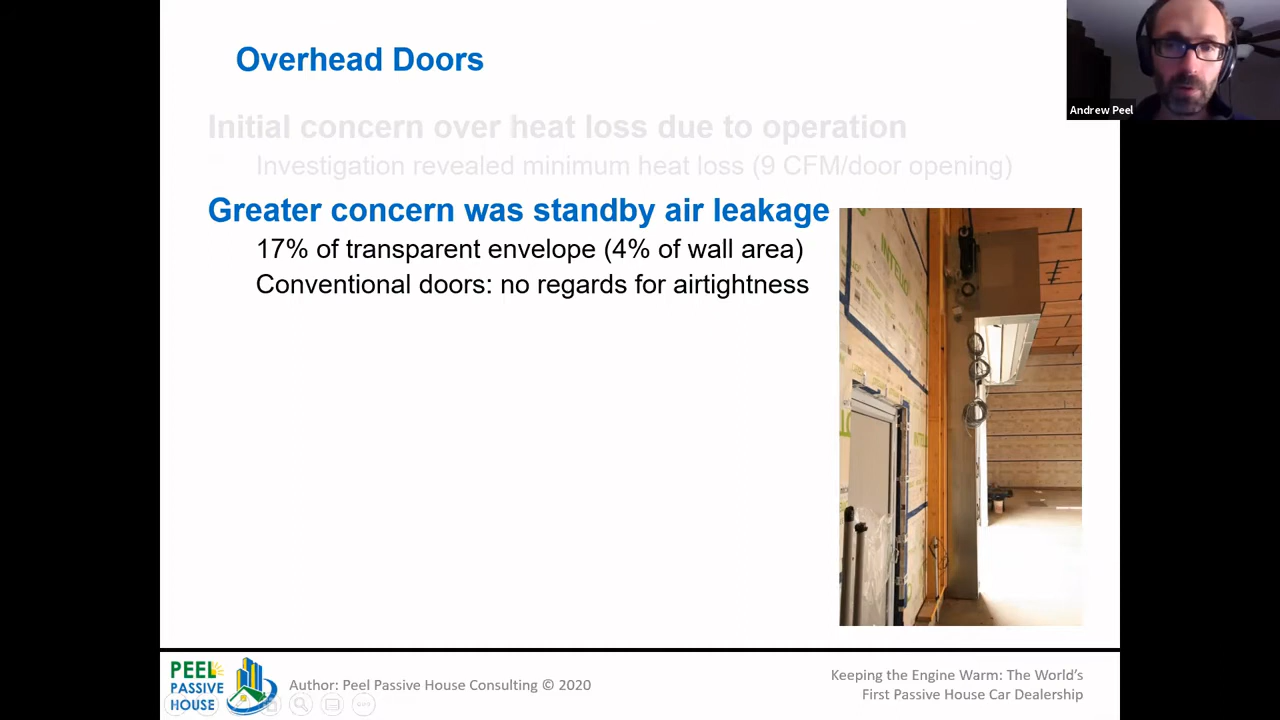 Overhead Doors
Andrew Peel
Initial concern over heat loss due to operation
Investigation revealed minimum heat loss (9 CFM/door opening)
Greater concern was standby air leakage
17% of transparent envelope (4% of wall area)
Conventional doors: no regards for airtightness
INTELLO
PEEL
PASSIVE
HOUSE
Author: Peel Passive House Consulting © 2020
Keeping the Engine Warm: The World’s
First Passive House Car Dealership